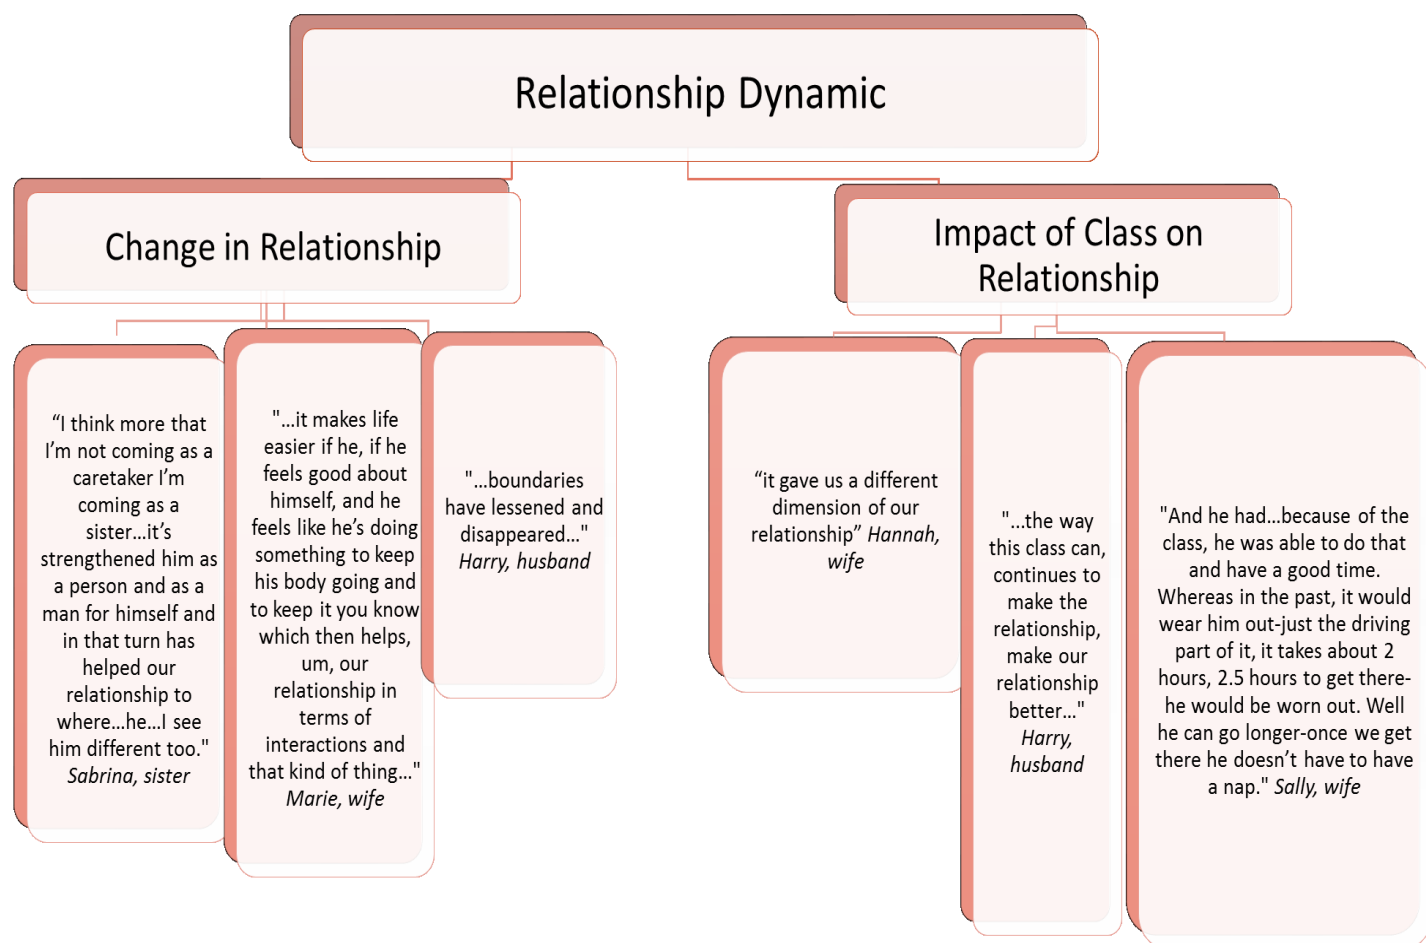 Relationship Dynamic
Change in Relationship
Impact of Class on
Relationship
“I think more that
I’m not coming as a
caretaker I’m
coming as a
sister...it’s
strengthened him as
a person and as a
man for himself and
in that turn has
helped our
relationship to
where...he...I see
him different too."
Sabrina, sister
"...it makes life
easier if he, if he
feels good about
himself, and he
feels like he’s doing
something to keep
his body going and
to keep it you know
which then helps,
um, our
relationship in
terms of
interactions and
that kind of thing..."
Marie, wife
"...boundaries
have lessened and
disappeared..."
Harry, husband
“it gave us a different
dimension of our
relationship” Hannah,
wife
"...the way
this class can,
continues to
make the
relationship,
make our
relationship
better..."
Harry,
husband
"And he had...because of the
class, he was able to do that
and have a good time.
Whereas in the past, it would
wear him out-just the driving
part of it, it takes about 2
hours, 2.5 hours to get there-
he would be worn out. Well
he can go longer-once we get
there he doesn’t have to have
a nap." Sally, wife